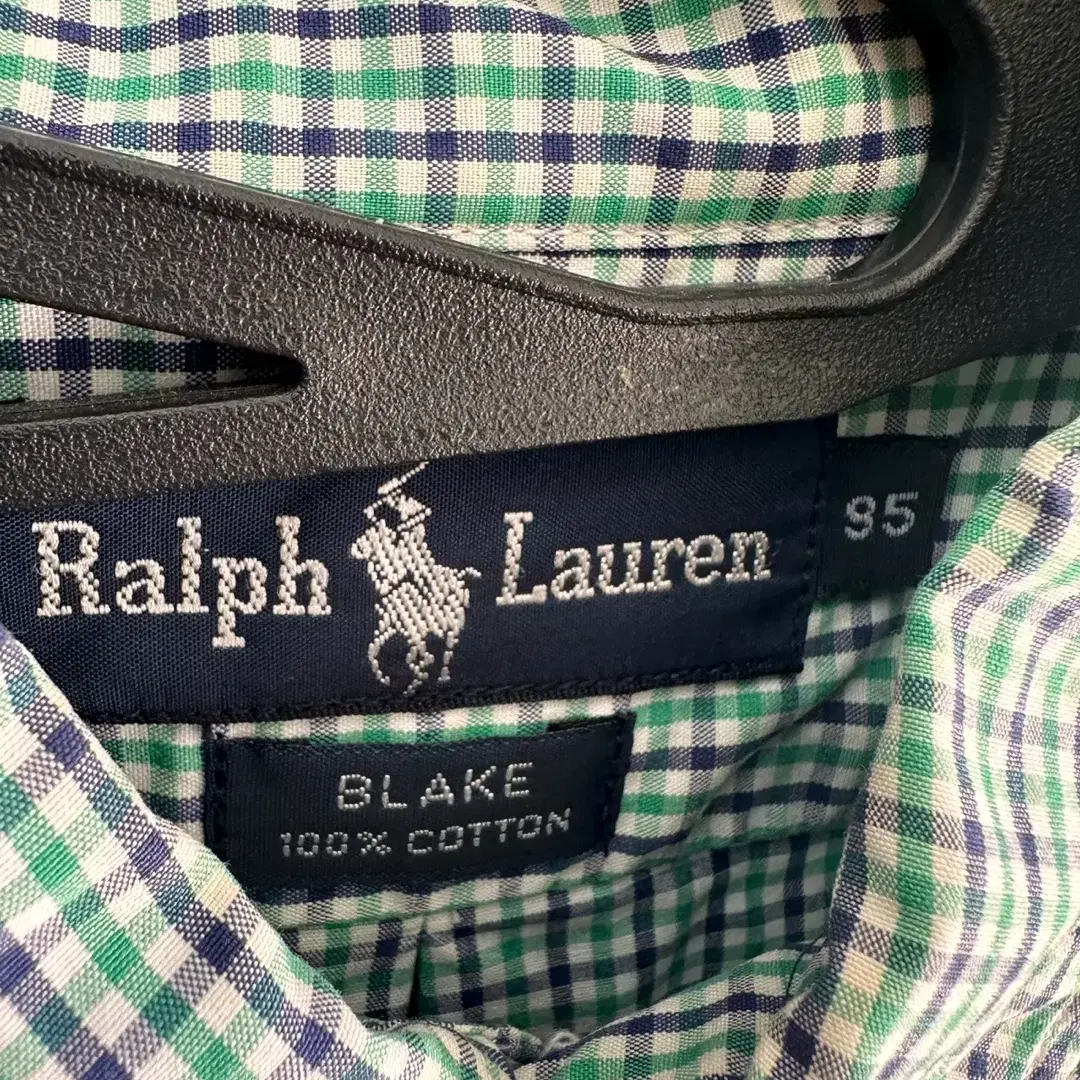 Ralph Lauren
95
BLAKE
100% COTTON